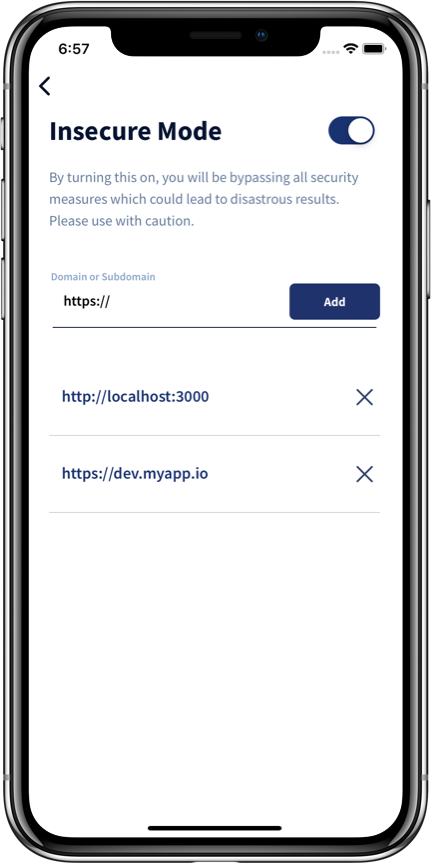 6:57
Insecure Mode
By turning this on, you will be bypassing all security
measures which could lead to disastrous results.
Please use with caution.
Domain or Subdomain
https://
Add
http://localhost:3000
https://dev.myapp.io